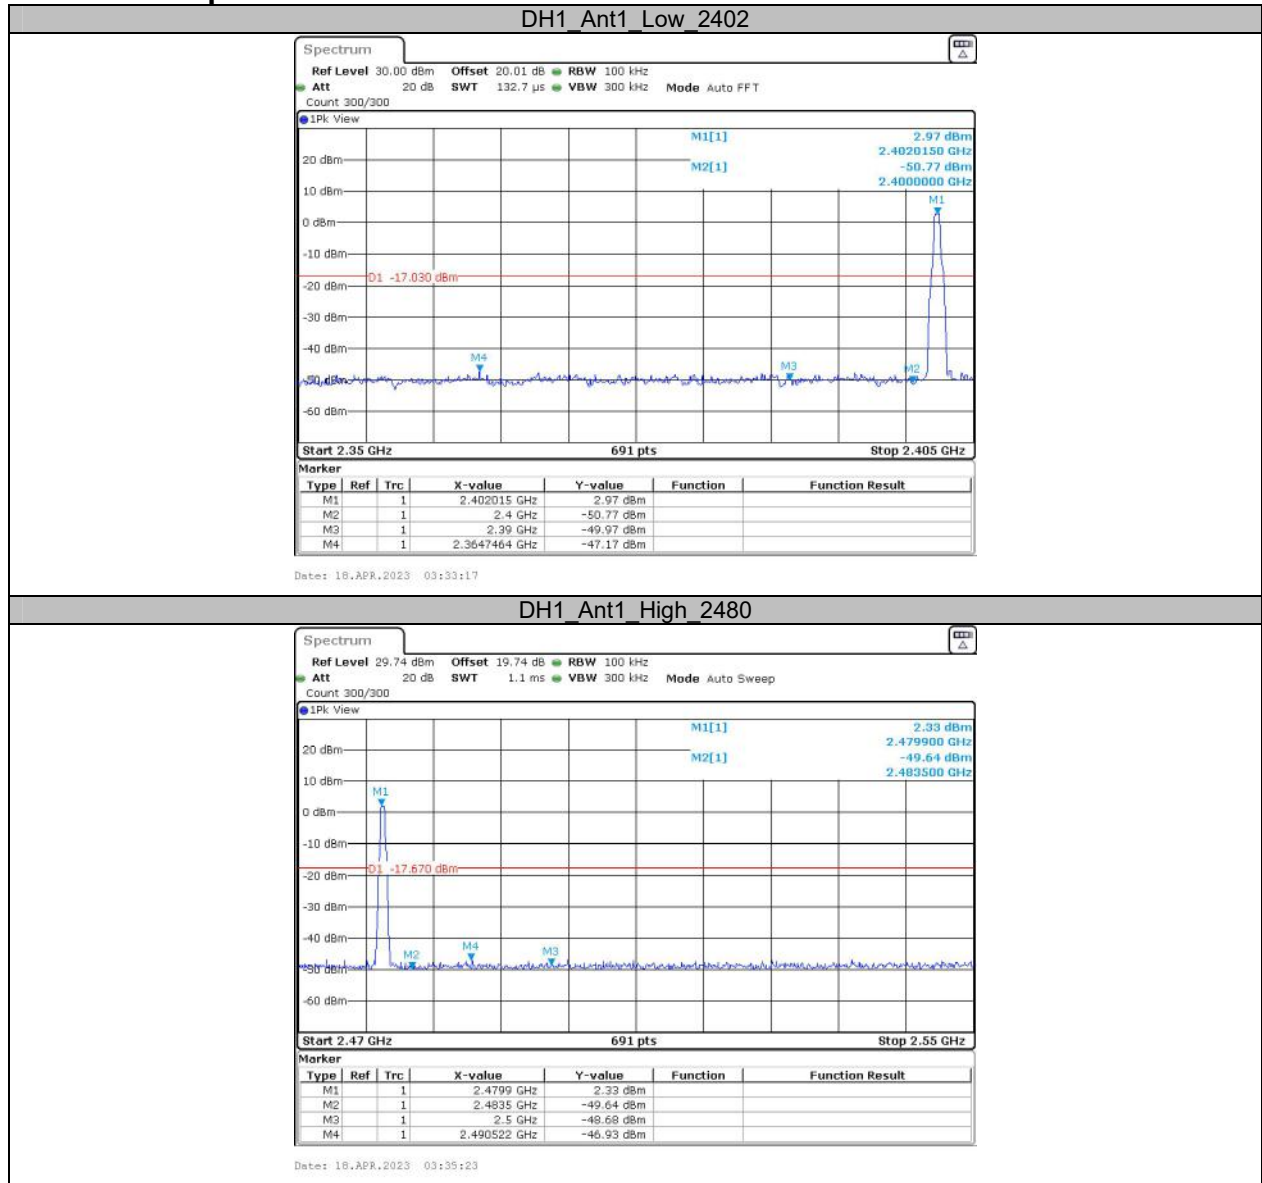 DH1_Ant1_Low_2402
Spectrum
Ref Level 30.00 dBm Offset 20.01 dB RBW 100 kHz
Att 20 dB SWT 132.7 µs VBW 300 kHz Mode Auto FFT
Count 300/300
1Pk View
M1[1] 2.97 dBm
2.4020150 GHz
20 dBm
M2[1] -50.77 dBm
2.4000000 GHz
10 dBm
M1
0 dBm
-10 dBm
D1 -17.030 dBm
-20 dBm
-30 dBm
-40 dBm
M4
M3
M2
-50 dBm
-60 dBm
Start 2.35 GHz 691 pts Stop 2.405 GHz
Marker
Type Ref Trc X-value Y-value Function Function Result
M1 1 2.402015 GHz 2.97 dBm
M2 1 2.4 GHz -50.77 dBm
M3 1 2.39 GHz -49.97 dBm
M4 1 2.3647464 GHz -47.17 dBm
Date: 18.APR.2023 03:33:17
DH1_Ant1_High_2480
Spectrum
Ref Level 29.74 dBm Offset 19.74 dB RBW 100 kHz
Att 20 dB SWT 1.1 ms VBW 300 kHz Mode Auto Sweep
Count 300/300
1Pk View
M1[1] 2.33 dBm
2.479900 GHz
20 dBm
M2[1] -49.64 dBm
2.483500 GHz
10 dBm
M1
0 dBm
-10 dBm
D1 -17.670 dBm
-20 dBm
-30 dBm
-40 dBm
M4
M3
M2
-50 dBm
-60 dBm
Start 2.47 GHz 691 pts Stop 2.55 GHz
Marker
Type Ref Trc X-value Y-value Function Function Result
M1 1 2.4799 GHz 2.33 dBm
M2 1 2.4835 GHz -49.64 dBm
M3 1 2.5 GHz -48.68 dBm
M4 1 2.490522 GHz -46.93 dBm
Date: 18.APR.2023 03:35:23